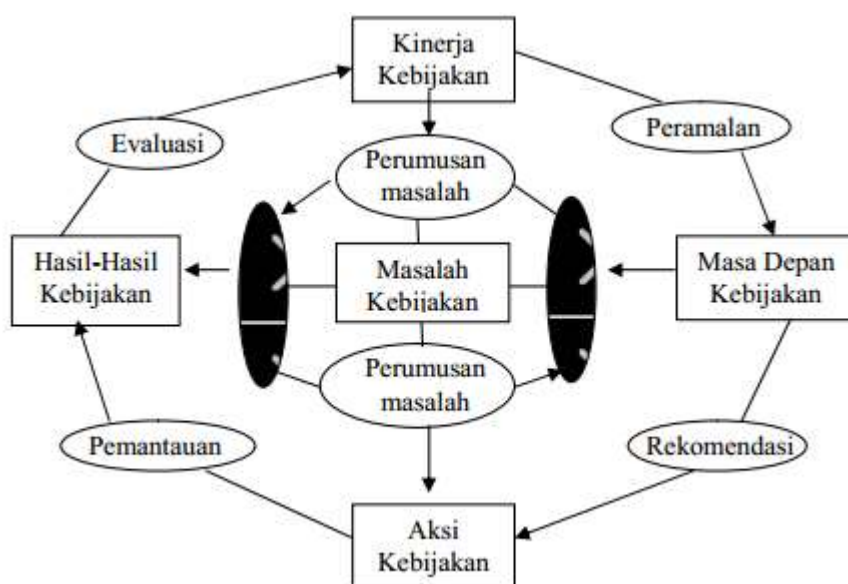 Kinerja
Kebijakan
Evaluasi
Peramalan
Perumusan
masalah
Hasil-Hasil
Kebijakan
Masalah
Kebijakan
Masa Depan
Kebijakan
Perumusan
masalah
Pemantauan
Rekomendasi
Aksi
Kebijakan